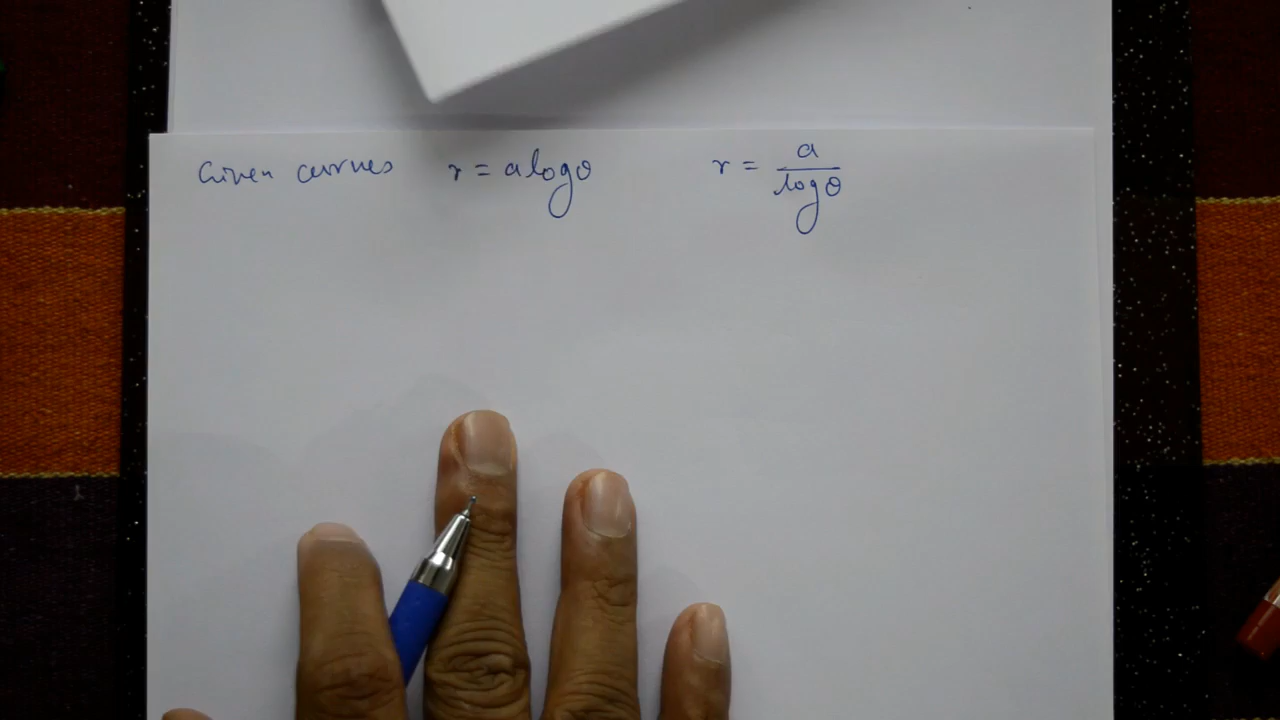 Given curves r = a log θ r = a / log θ